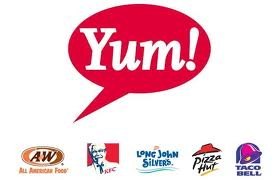 Yum!
A&W
ALL AMERICAN FOOD
KFC
LONG JOHN
SILVER'S
Pizza
Hut
TACO
BELL